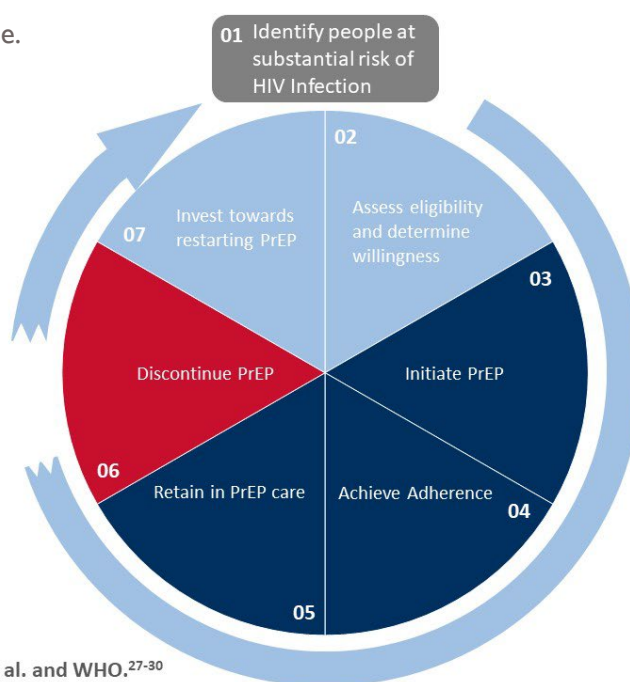 e.
01 Identify people at
substantial risk of
HIV Infection
02
Assess eligibility
and determine
willingness
03
Initiate PrEP
Achieve Adherence
04
Retain in PrEP care
05
Discontinue PrEP
06
Invest towards
restarting PrEP
07
al. and WHO.27-30